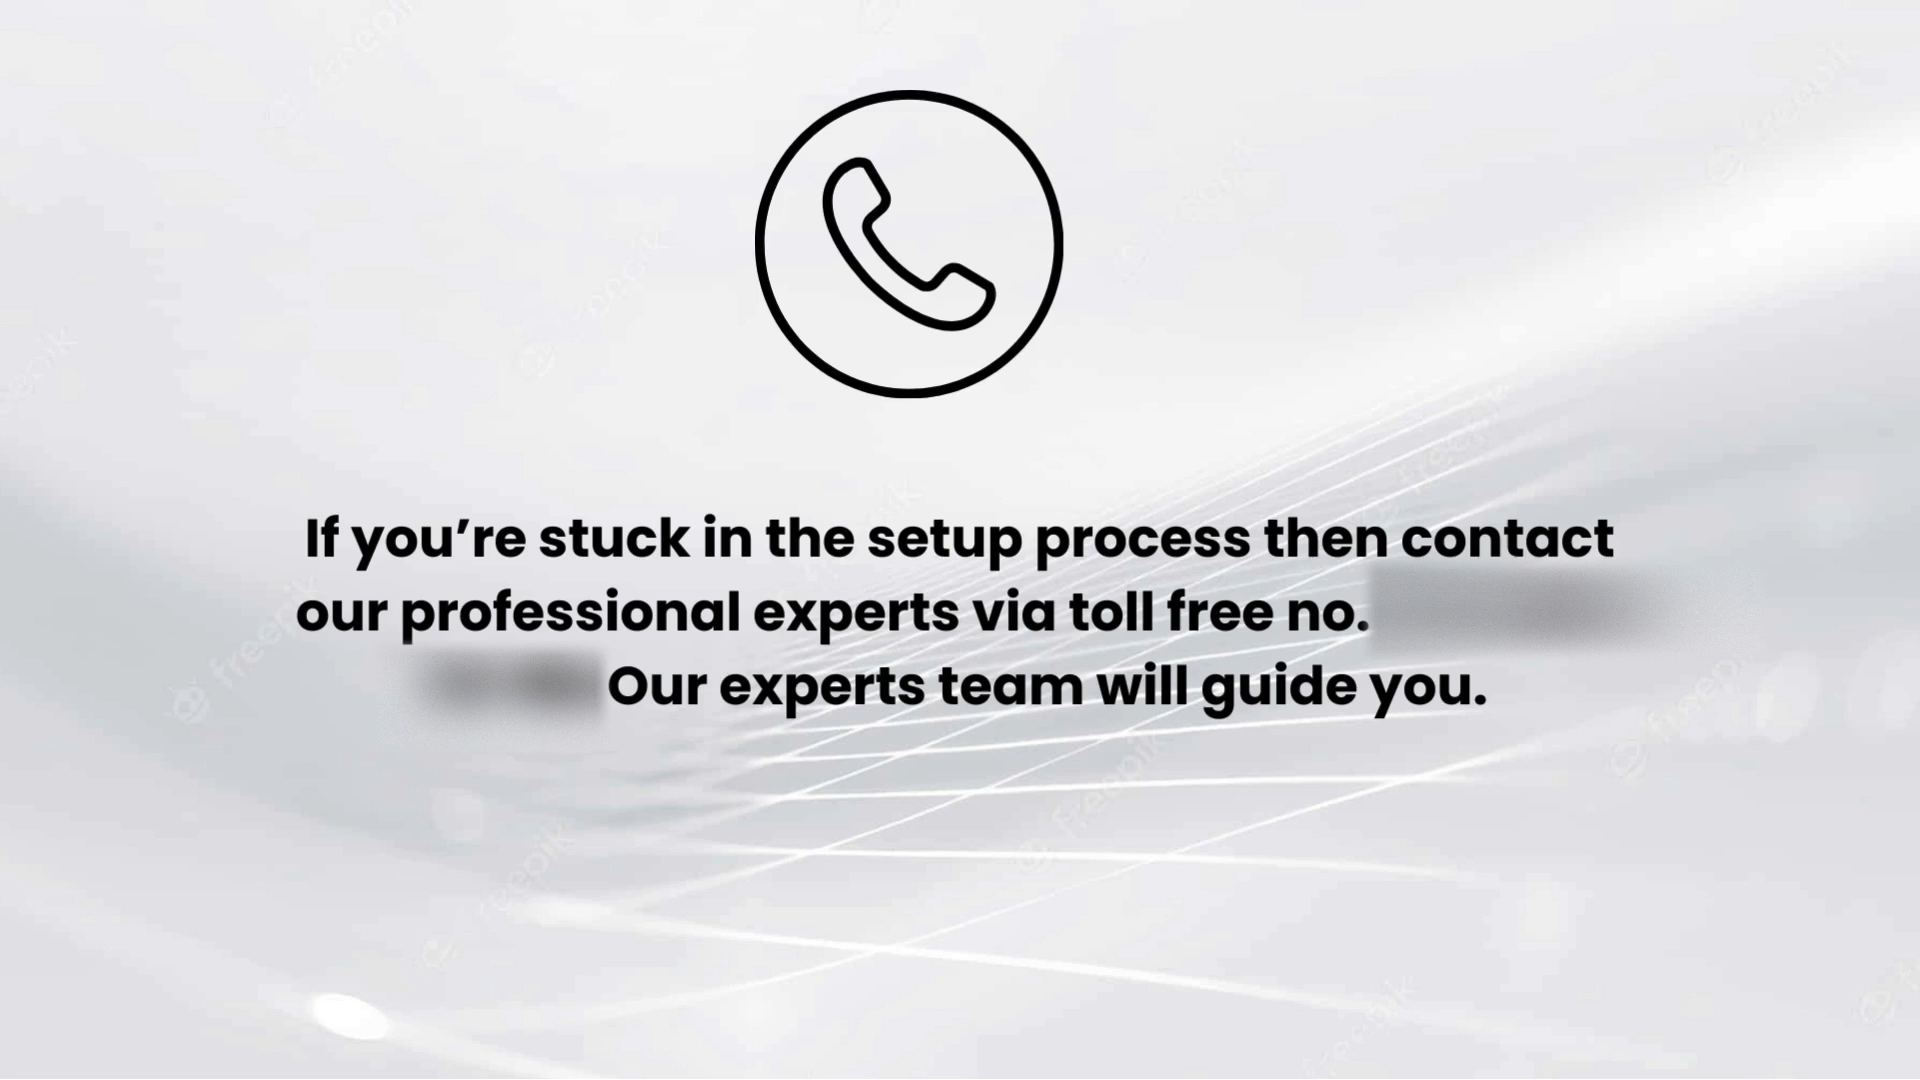 If you’re stuck in the setup process then contact
our professional experts via toll free no.
Our experts team will guide you.